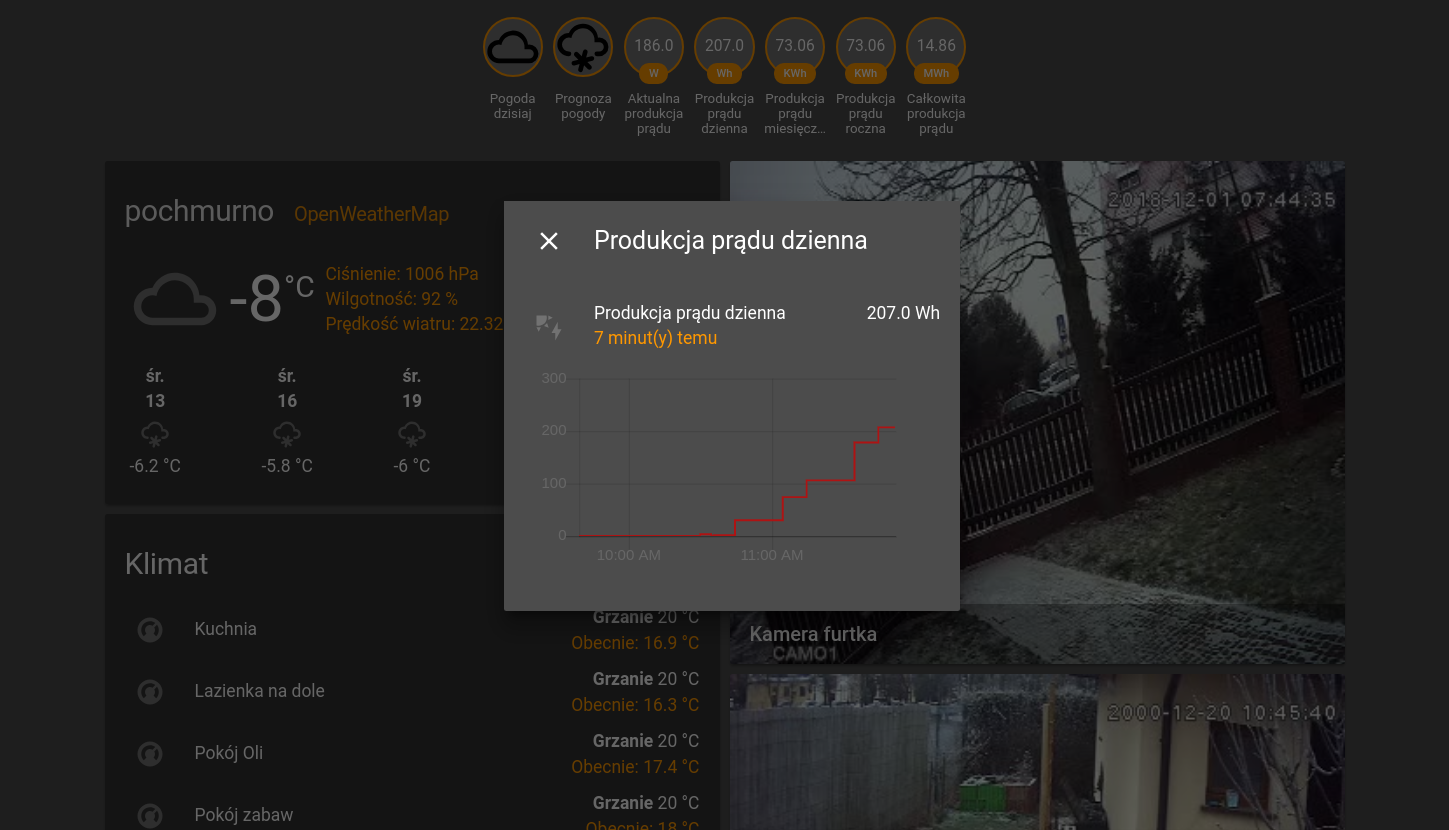 186.0
W
207.0
Wh
73.06
KWh
73.06
KWh
14.86
MWh
Pogoda
dzisiaj
Prognoza
pogody
Aktualna
produkcja
prądu
Produkcja
prądu
dzienna
Produkcja
prądu
miesięcz…
Produkcja
prądu
roczna
Całkowita
produkcja
prądu
pochmurno OpenWeatherMap
-8 °C
Ciśnienie: 1006 hPa
Wilgotność: 92 %
Prędkość wiatru: 22.32
śr. śr. śr.
13 16 19
-6.2 °C -5.8 °C -6 °C
Produkcja prądu dzienna
Produkcja prądu dzienna 207.0 Wh
7 minut(y) temu
300
200
100
0
10:00 AM 11:00 AM
Klimat
Kuchnia
Grzanie 20 °C
Obecnie: 16.9 °C
Lazienka na dole
Grzanie 20 °C
Obecnie: 16.3 °C
Pokój Oli
Grzanie 20 °C
Obecnie: 17.4 °C
Pokój zabaw
Grzanie 20 °C
Obecnie: 18 °C
2018-12-01 07:44:35
Kamera furtka
CAM01
2000-12-20 10:45:40